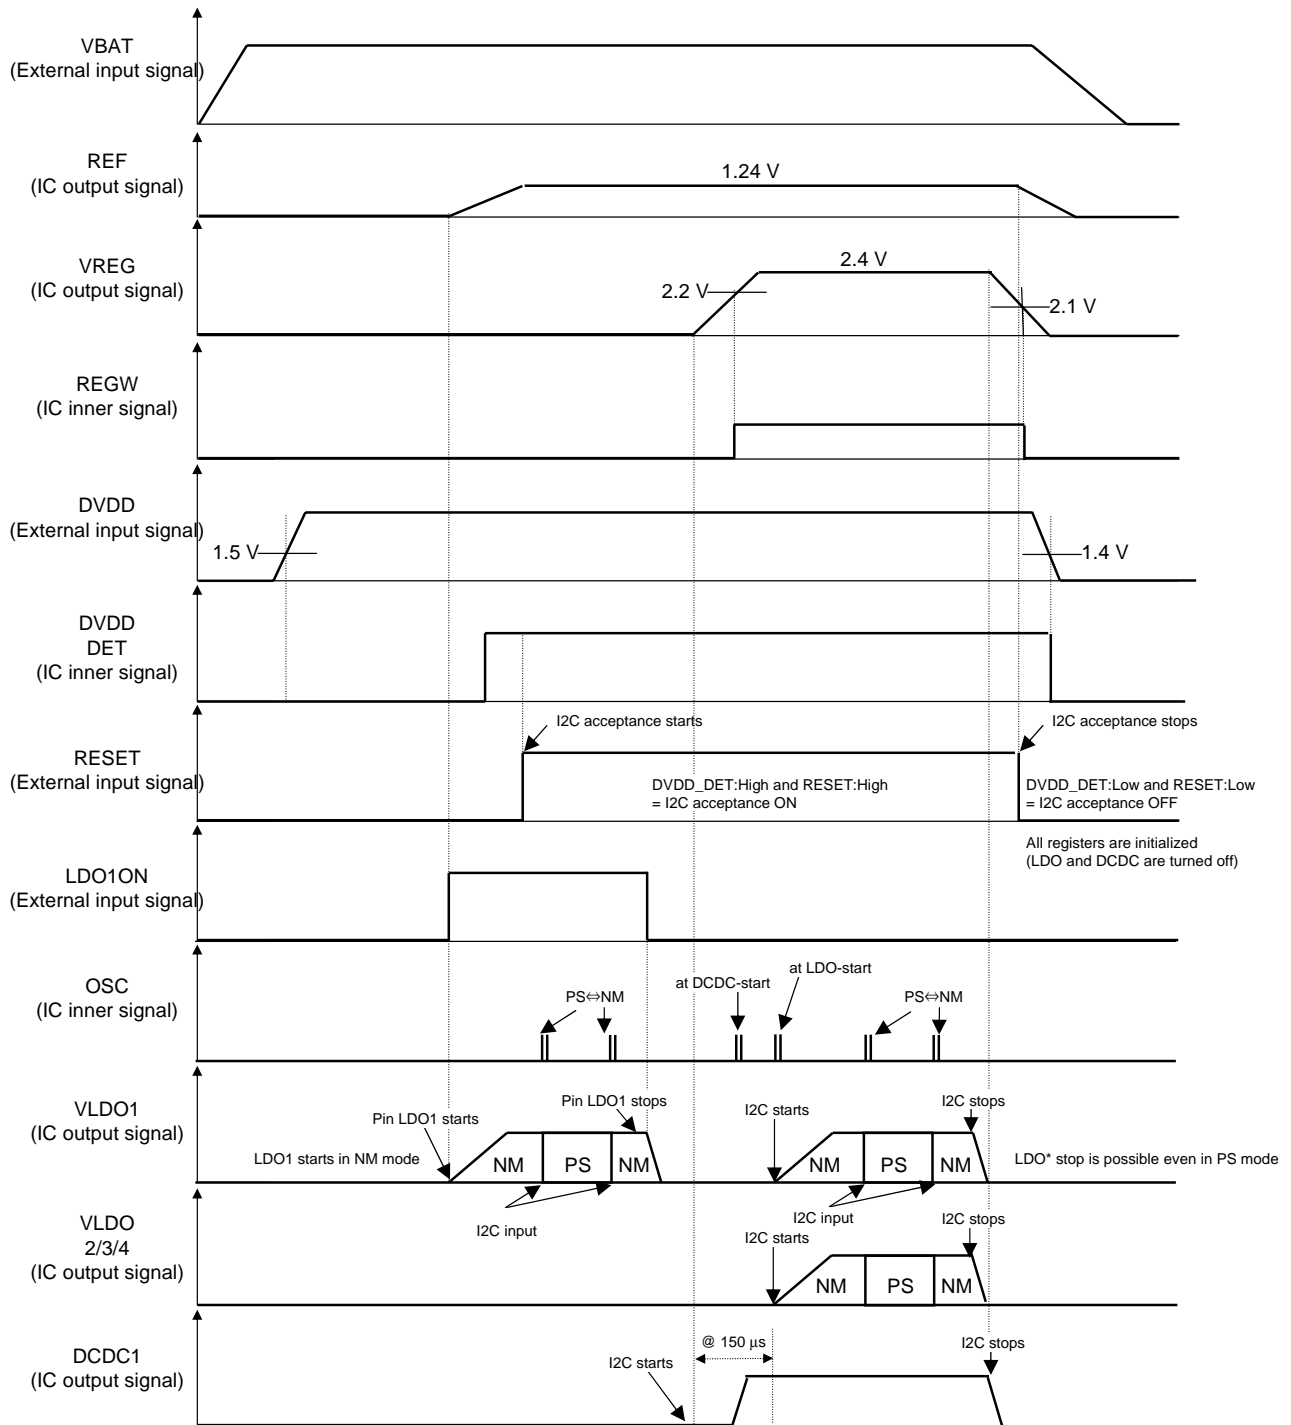 VBAT
(External input signal)
REF
(IC output signal)
1.24 V
VREG
(IC output signal)
2.4 V
2.2 V
2.1 V
REGW
(IC inner signal)
DVDD
(External input signal)
1.5 V
1.4 V
DVDD
DET
(IC inner signal)
I2C acceptance starts
I2C acceptance stops
RESET
(External input signal)
DVDD_DET:High and RESET:High
= I2C acceptance ON
DVDD_DET:Low and RESET:Low
= I2C acceptance OFF
All registers are initialized
(LDO and DCDC are turned off)
LDO1ON
(External input signal)
OSC
(IC inner signal)
PS⇔NM
at DCDC-start
at LDO-start
PS⇔NM
VLDO1
(IC output signal)
Pin LDO1 starts
Pin LDO1 stops
I2C starts
I2C stops
LDO1 starts in NM mode
NM
PS
NM
NM
PS
NM
LDO* stop is possible even in PS mode
I2C input
I2C input
VLDO
2/3/4
(IC output signal)
I2C starts
I2C stops
NM
PS
NM
DCDC1
(IC output signal)
I2C starts
@ 150 μs
I2C stops